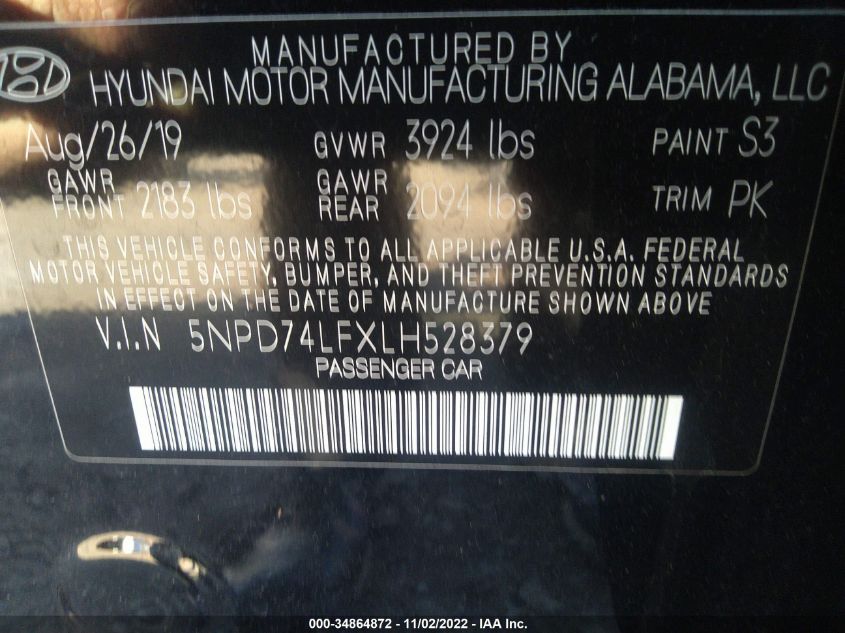 MANUFACTURED BY
HYUNDAI MOTOR MANUFACTURING ALABAMA, LLC
Aug/26/19 GVWR 3924 lbs PAINT S3
GAWR FRONT 2183 lbs GAWR REAR 2094 lbs TRIM PK
THIS VEHICLE CONFORMS TO ALL APPLICABLE U.S.A. FEDERAL
MOTOR VEHICLE SAFETY, BUMPER, AND THEFT PREVENTION STANDARDS
IN EFFECT ON THE DATE OF MANUFACTURE SHOWN ABOVE
V.I.N 5NPD74LFXLH528379
PASSENGER CAR
000-34864872 - 11/02/2022 - IAA Inc.